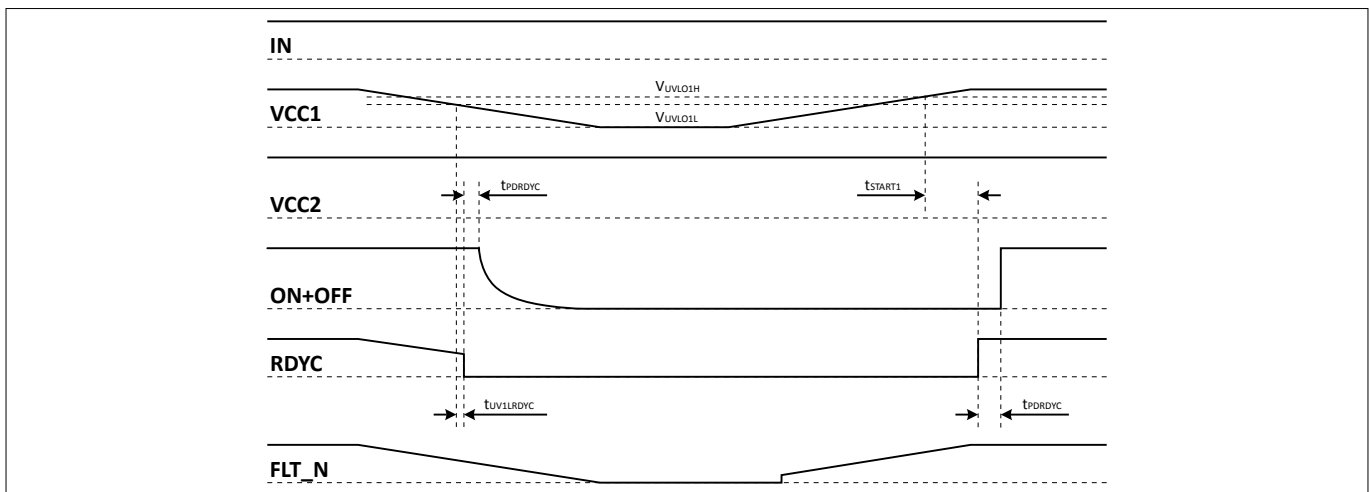 IN
VUVLO1H
VCC1
VUVLO1L
tPDRDYC
tSTART1
VCC2
ON+OFF
RDYC
tUV1LRDYC
tPDRDYC
FLT_N